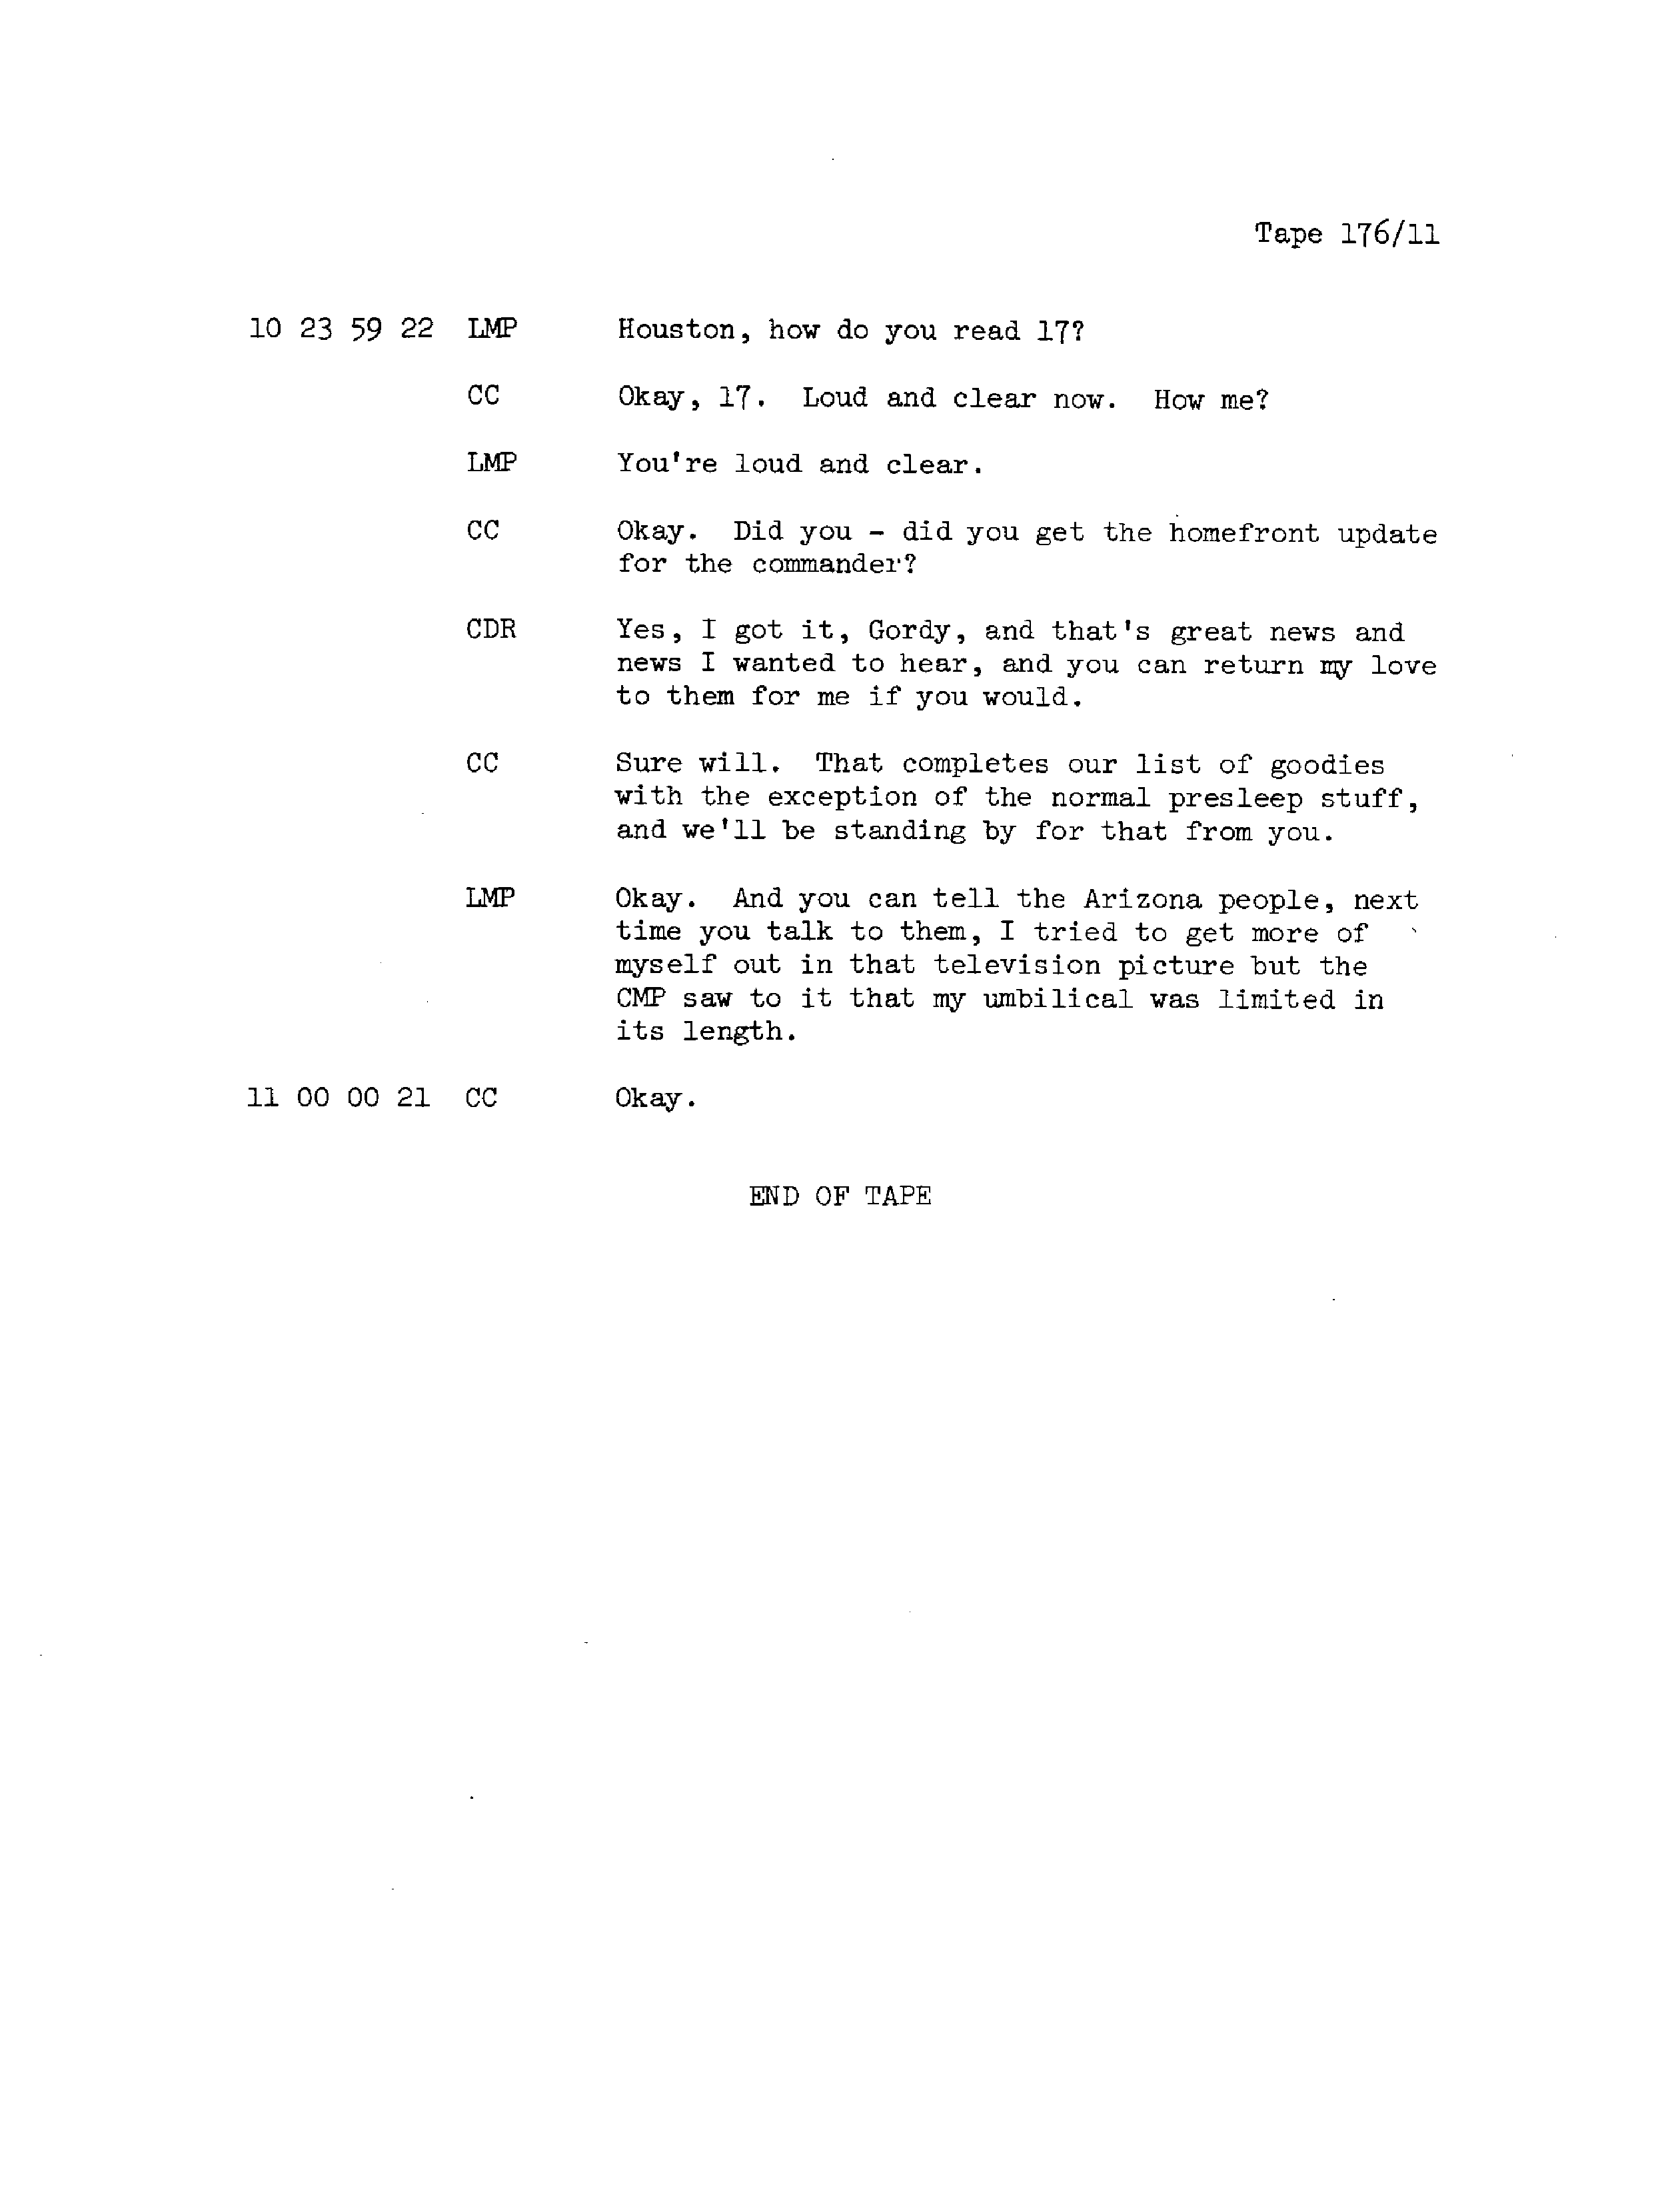 Tape 176/11
10 23 59 22 LMP Houston, how do you read 17?
CC Okay, 17. Loud and clear now. How me?
LMP You're loud and clear.
CC Okay. Did you - did you get the homefront update
for the commander?
CDR Yes, I got it, Gordy, and that's great news and
news I wanted to hear, and you can return my love
to them for me if you would.
CC Sure will. That completes our list of goodies
with the exception of the normal presleep stuff,
and we'll be standing by for that from you.
LMP Okay. And you can tell the Arizona people, next
time you talk to them, I tried to get more of
myself out in that television picture but the
CMP saw to it that my umbilical was limited in
its length.
11 00 00 21 CC Okay.
END OF TAPE